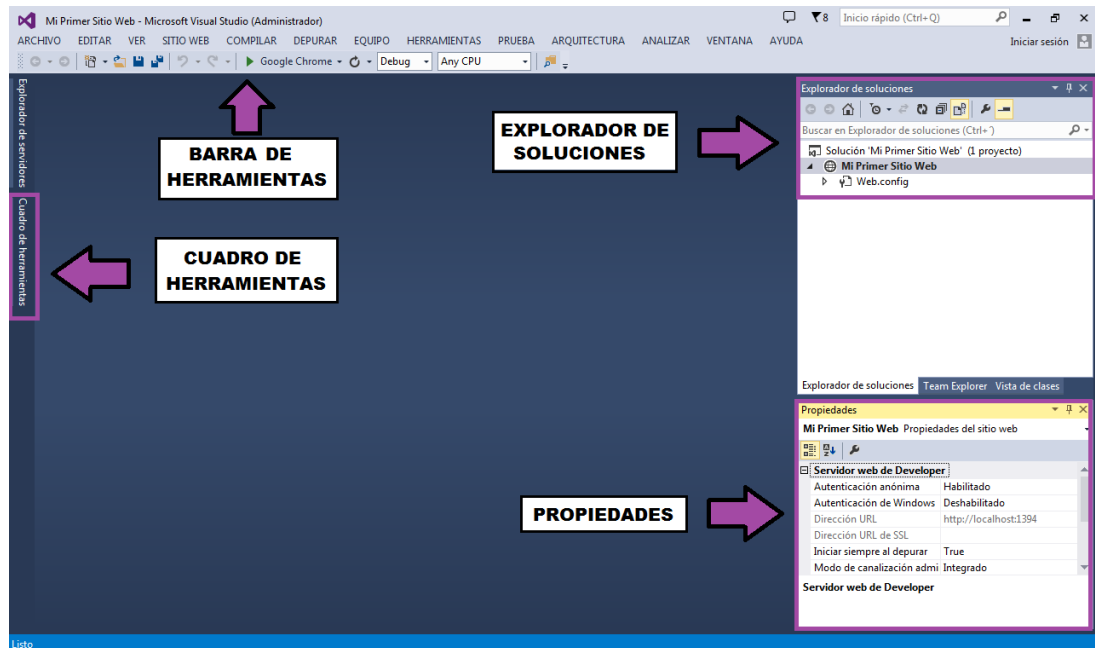 Mi Primer Sitio Web - Microsoft Visual Studio (Administrador)
8
Inicio rápido (Ctrl+Q)
ARCHIVO EDITAR VER SITIO WEB COMPILAR DEPURAR EQUIPO HERRAMIENTAS PRUEBA ARQUITECTURA ANALIZAR VENTANA AYUDA
Iniciar sesión
Google Chrome Debug Any CPU
Explorador de servidores
Cuadro de herramientas
BARRA DE
HERRAMIENTAS
CUADRO DE
HERRAMIENTAS
EXPLORADOR DE
SOLUCIONES
Explorador de soluciones
Buscar en Explorador de soluciones (Ctrl+´)
Solución 'Mi Primer Sitio Web' (1 proyecto)
Mi Primer Sitio Web
Web.config
Explorador de soluciones Team Explorer Vista de clases
PROPIEDADES
Propiedades
Mi Primer Sitio Web Propiedades del sitio web
Servidor web de Developer
Autenticación anónima Habilitado
Autenticación de Windows Deshabilitado
Dirección URL http://localhost:1394
Dirección URL de SSL
Iniciar siempre al depurar True
Modo de canalización admi Integrado
Servidor web de Developer
Listo